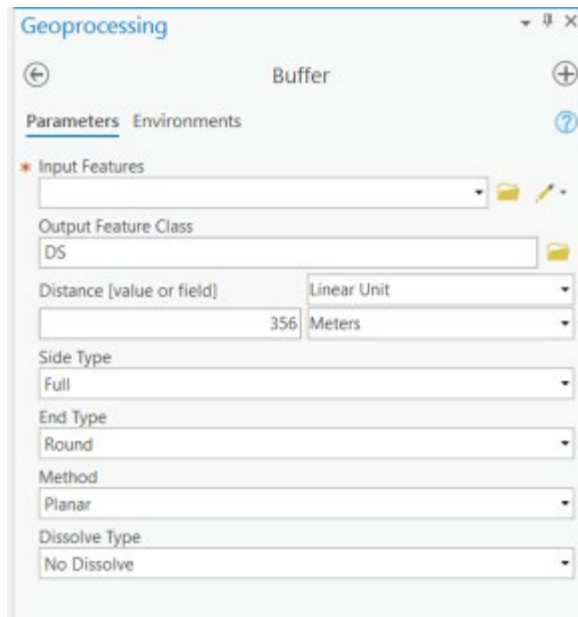 Geoprocessing
Buffer
Parameters Environments
* Input Features
Output Feature Class
DS
Distance [value or field] Linear Unit
356 Meters
Side Type
Full
End Type
Round
Method
Planar
Dissolve Type
No Dissolve